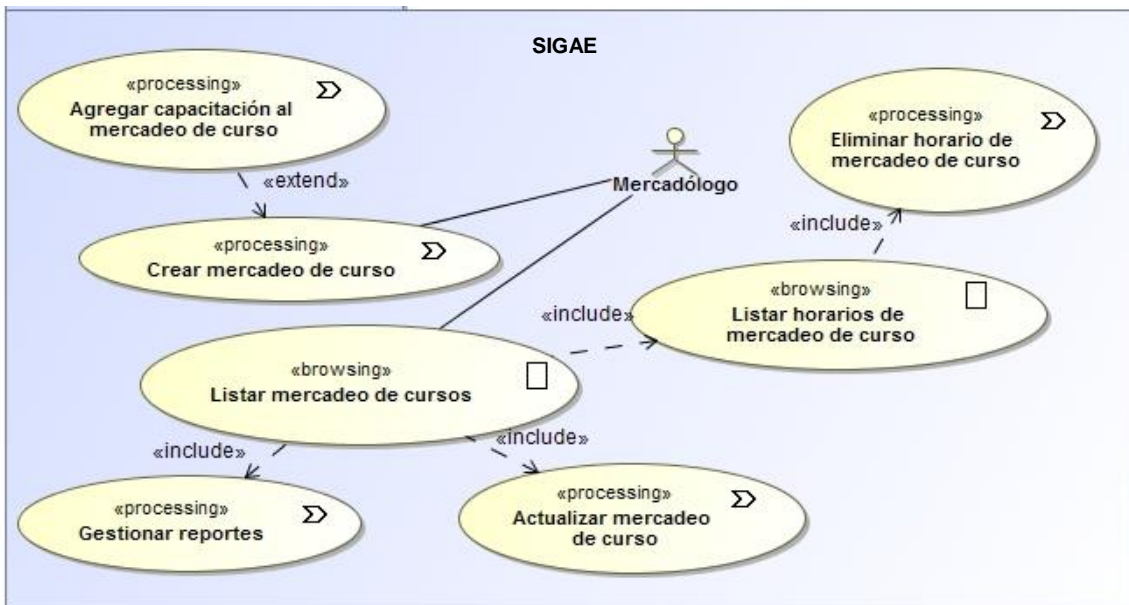 SIGAE
«processing»
Agregar capacitación al
mercadeo de curso
«extend»
«processing»
Crear mercadeo de curso
Mercadólogo
«processing»
Eliminar horario de
mercadeo de curso
«include»
«browsing»
Listar horarios de
mercadeo de curso
«include»
«browsing»
Listar mercadeo de cursos
«include»
«include»
«processing»
Gestionar reportes
«processing»
Actualizar mercadeo
de curso